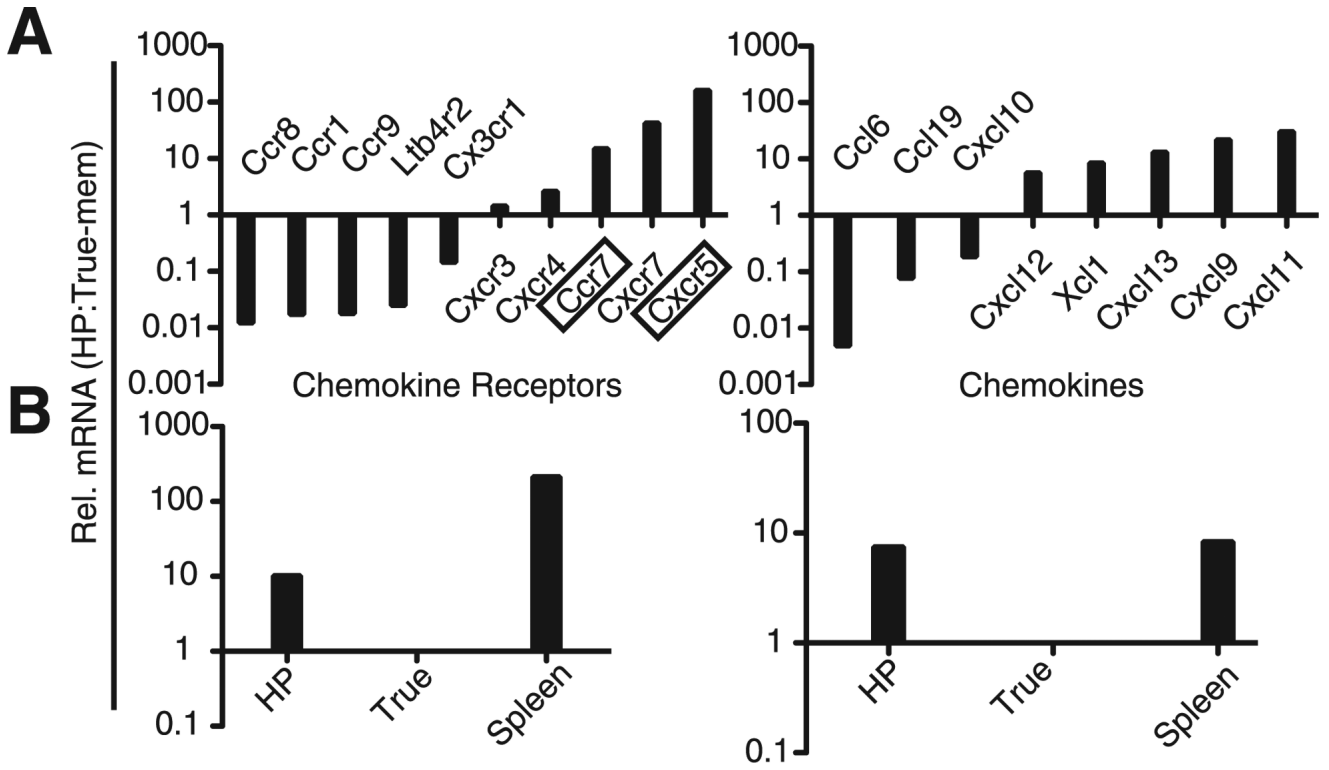 A
Rel. mRNA (HP:True-mem)
1000
100
10
1
0.1
0.01
0.001
Ccr8
Ccr1
Ccr9
Ltb4r2
Cx3cr1
Cxcr3
Cxcr4
Ccr7
Cxcr7
Cxcr5
Chemokine Receptors
1000
100
10
1
0.1
0.01
0.001
Ccl6
Ccl19
Cxcl10
Cxcl12
Xcl1
Cxcl13
Cxcl9
Cxcl11
Chemokines
B
1000
100
10
1
0.1
HP
True
Spleen
100
10
1
0.1
HP
True
Spleen